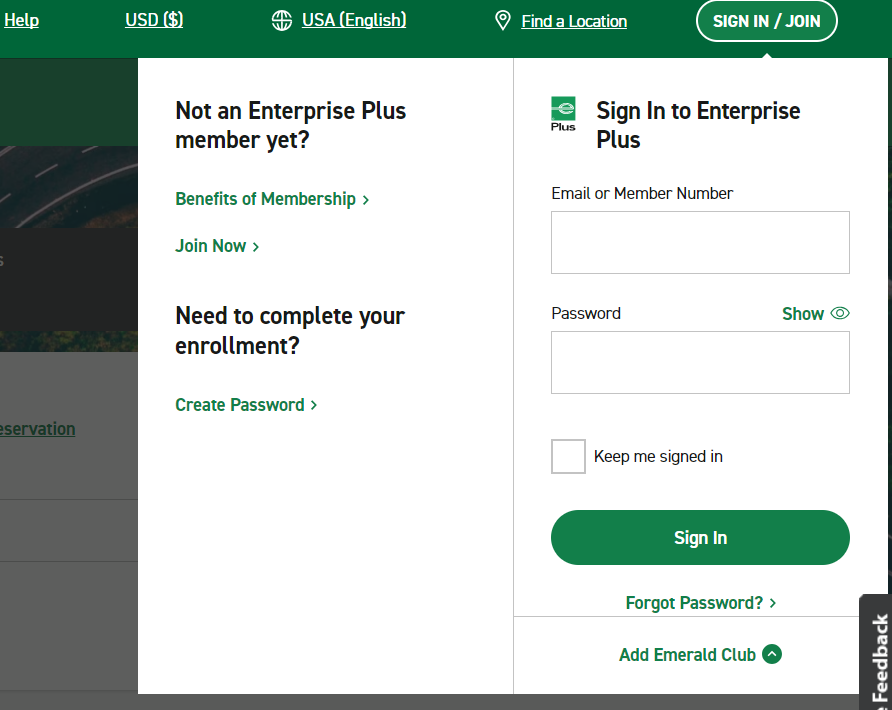 Help
USD ($)
USA (English)
Find a Location
SIGN IN / JOIN
Not an Enterprise Plus
member yet?
Benefits of Membership
Join Now
Need to complete your
enrollment?
Create Password
eservation
s
Plus
Sign In to Enterprise
Plus
Email or Member Number
Password
Show
Keep me signed in
Sign In
Forgot Password?
Add Emerald Club
e Feedback